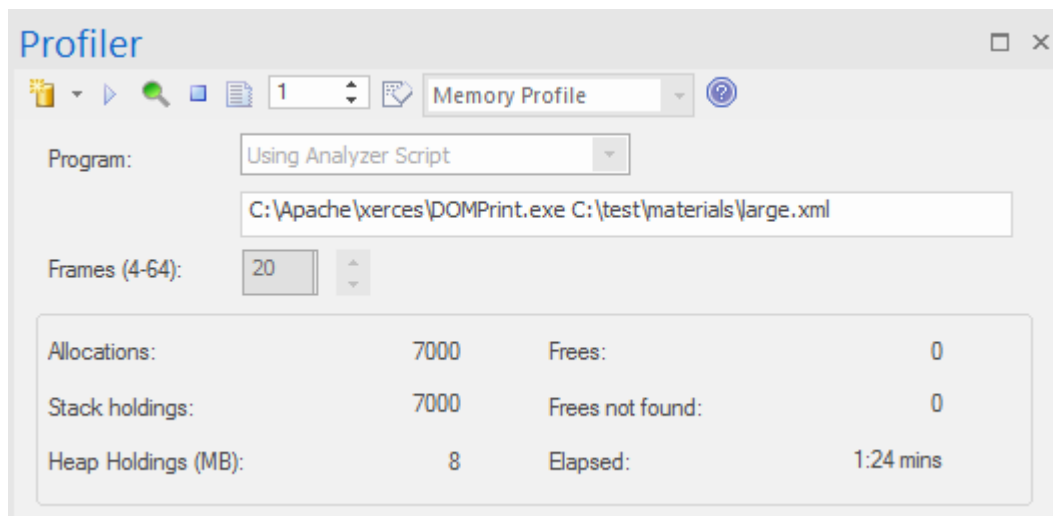 Profiler
1 Memory Profile
Program: Using Analyzer Script
C:\Apache\xerces\DOMPrint.exe C:\test\materials\large.xml
Frames (4-64): 20
Allocations: 7000 Frees: 0
Stack holdings: 7000 Frees not found: 0
Heap Holdings (MB): 8 Elapsed: 1:24 mins